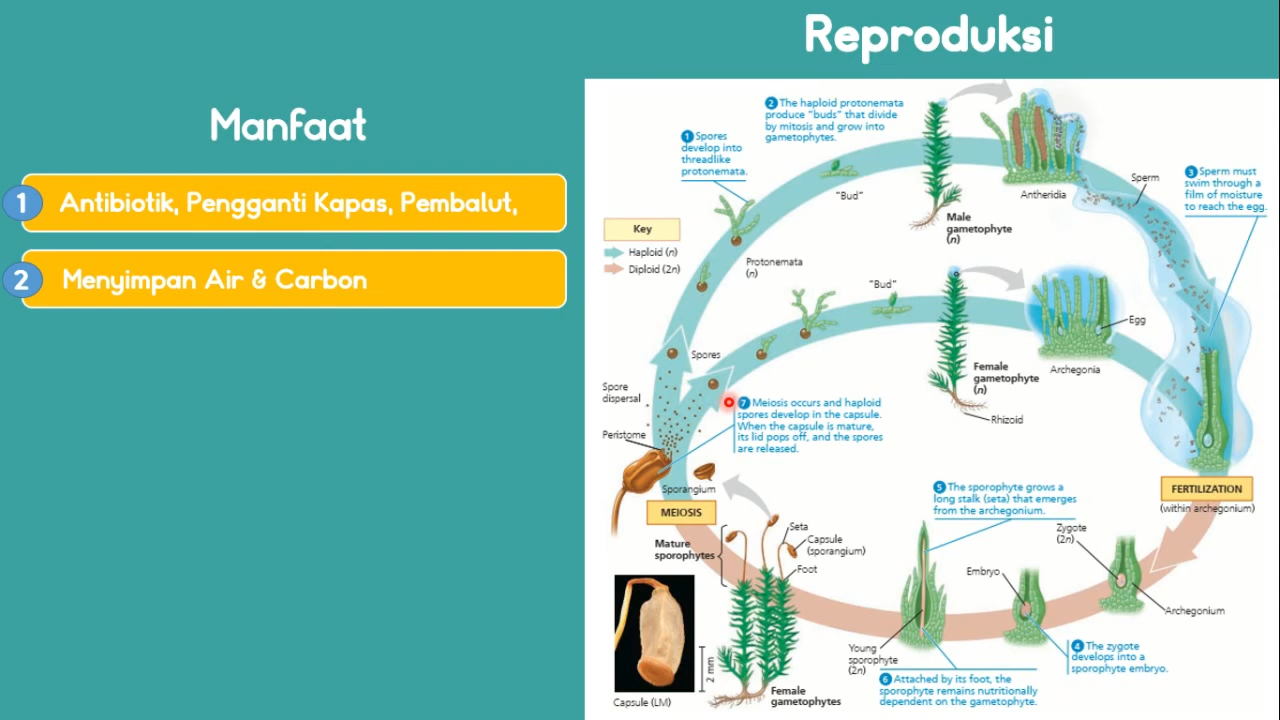 Reproduksi
Manfaat
1 Antibiotik, Pengganti Kapas, Pembalut,
2 Menyimpan Air & Carbon
1 Spores
develop into
threadlike
protonemata.
2 The haploid protonemata
produce "buds" that divide
by mitosis and grow into
gametophytes.
"Bud"
Male
gametophyte
(n)
Antheridia
Sperm
3 Sperm must
swim through a
film of moisture
to reach the egg.
Key
Haploid (n)
Diploid (2n)
Protonemata
(n)
"Bud"
Egg
Archegonia
Female
gametophyte
(n)
Rhizoid
Spores
Spore
dispersal
Peristome
7 Meiosis occurs and haploid
spores develop in the capsule.
When the capsule is mature,
its lid pops off, and the spores
are released.
Sporangium
MEIOSIS
FERTILIZATION
(within archegonium)
5 The sporophyte grows a
long stalk (seta) that emerges
from the archegonium.
Zygote
(2n)
Mature
sporophytes
Seta
Capsule
(sporangium)
Foot
Embryo
Archegonium
4 The zygote
develops into a
sporophyte embryo.
Young
sporophyte
(2n)
6 Attached by its foot, the
sporophyte remains nutritionally
dependent on the gametophyte.
2 mm
Capsule (LM)
Female
gametophytes